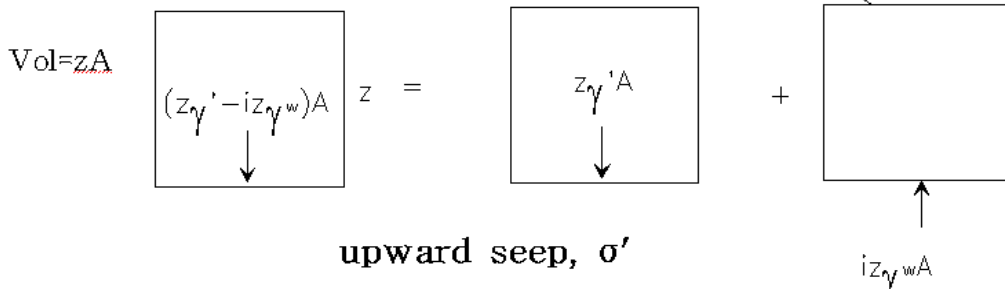 Vol=zA
(zγ'-izγw)A
z
=
zγ'A
+
upward seep, σ′
izγwA